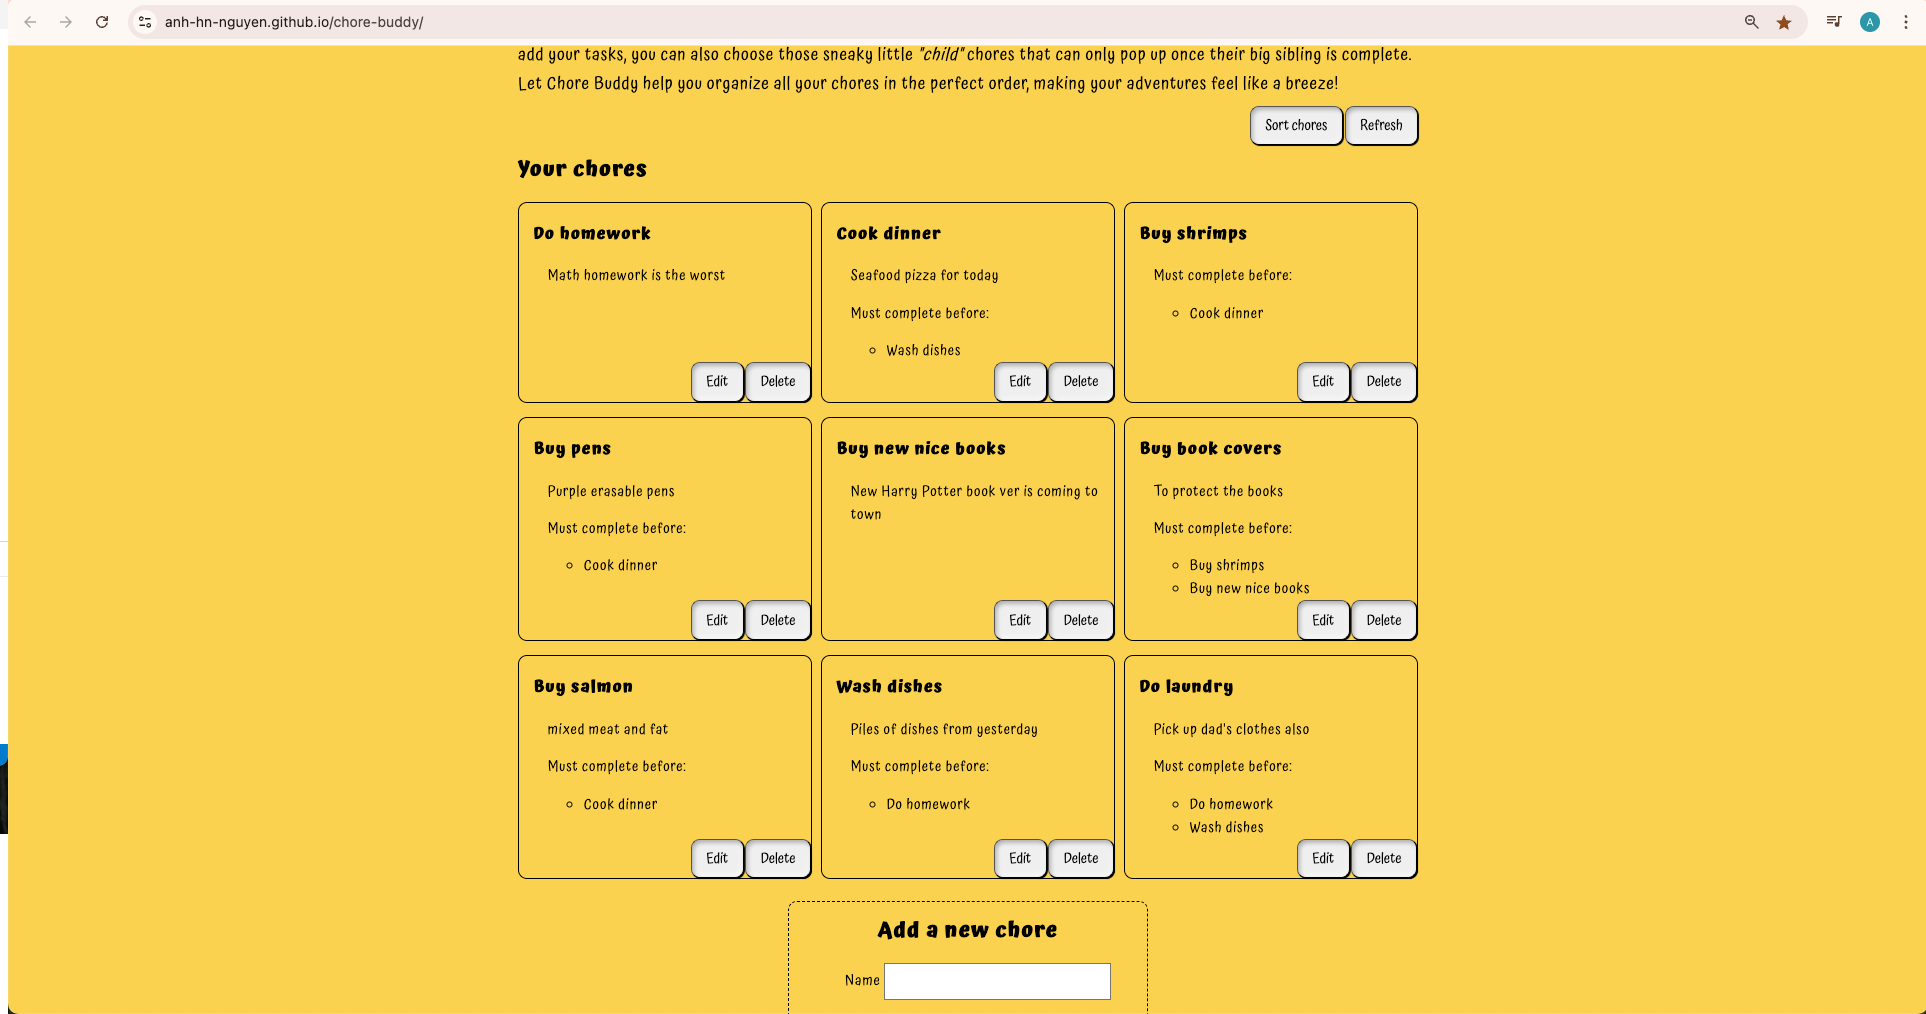 anh-hn-nguyen.github.io/chore-buddy/
A
add your tasks, you can also choose those sneaky little "child" chores that can only pop up once their big sibling is complete.
Let Chore Buddy help you organize all your chores in the perfect order, making your adventures feel like a breeze!
Sort chores
Refresh
Your chores
Do homework
Math homework is the worst
Edit
Delete
Cook dinner
Seafood pizza for today
Must complete before:
Wash dishes
Edit
Delete
Buy shrimps
Must complete before:
Cook dinner
Edit
Delete
Buy pens
Purple erasable pens
Must complete before:
Cook dinner
Edit
Delete
Buy new nice books
New Harry Potter book ver is coming to
town
Edit
Delete
Buy book covers
To protect the books
Must complete before:
Buy shrimps
Buy new nice books
Edit
Delete
Buy salmon
mixed meat and fat
Must complete before:
Cook dinner
Edit
Delete
Wash dishes
Piles of dishes from yesterday
Must complete before:
Do homework
Edit
Delete
Do laundry
Pick up dad's clothes also
Must complete before:
Do homework
Wash dishes
Edit
Delete
Add a new chore
Name